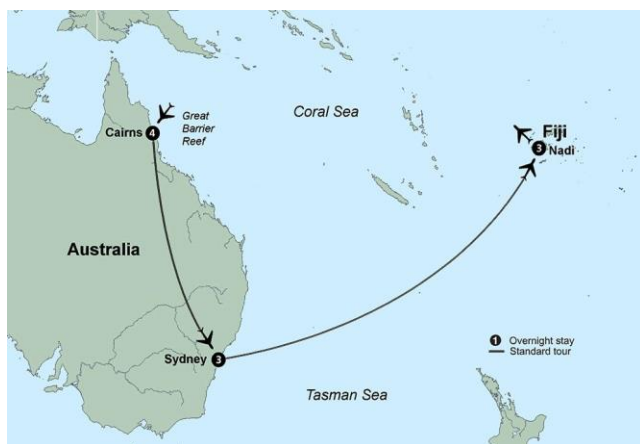 Coral Sea
Great
Barrier
Reef
Cairns 4
Fiji
3 Nadi
Australia
1 Overnight stay
Standard tour
Sydney 3
Tasman Sea